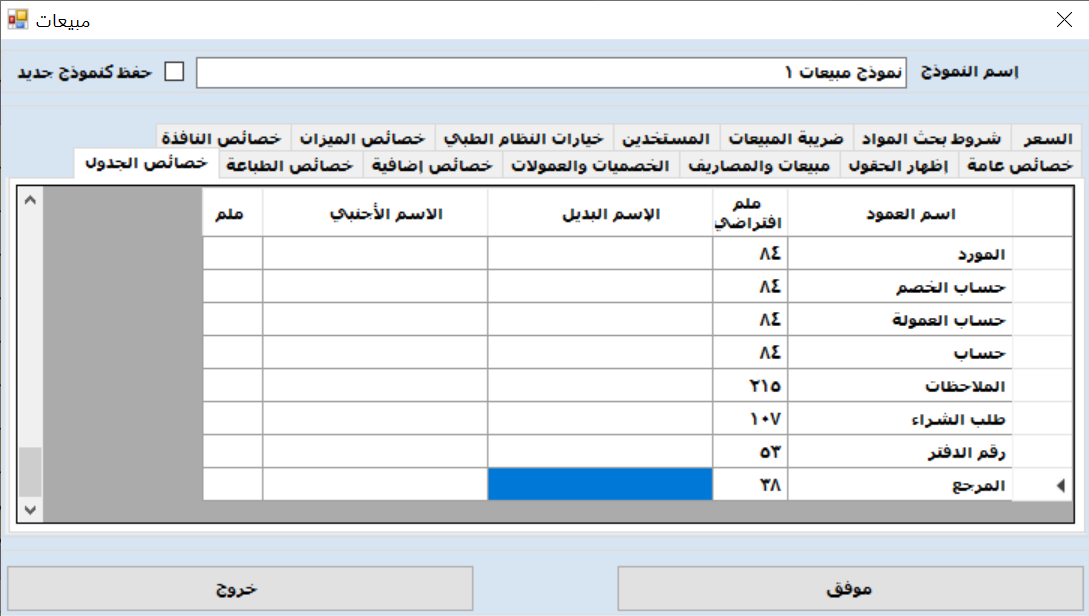 مبيعات
إسم النموذج نموذج مبيعات ١ حفظ كنموذج جديد
السعر شروط بحث المواد ضريبة المبيعات المستخدين خيارات النظام الطبي خصائص الميزان خصائص النافذة
خصائص عامة إظهار الحقول مبيعات والمصاريف الخصميات والعمولات خصائص إضافية خصائص الطباعة خصائص الجدول
اسم العمود ملم افتراضي الإسم البديل الاسم الأجنبي ملم
المورد ٨٤
حساب الخصم ٨٤
حساب العمولة ٨٤
حساب ٨٤
الملاحظات ٢١٥
طلب الشراء ١٠٧
رقم الدفتر ٥٣
المرجع ٣٨
موفق خروج